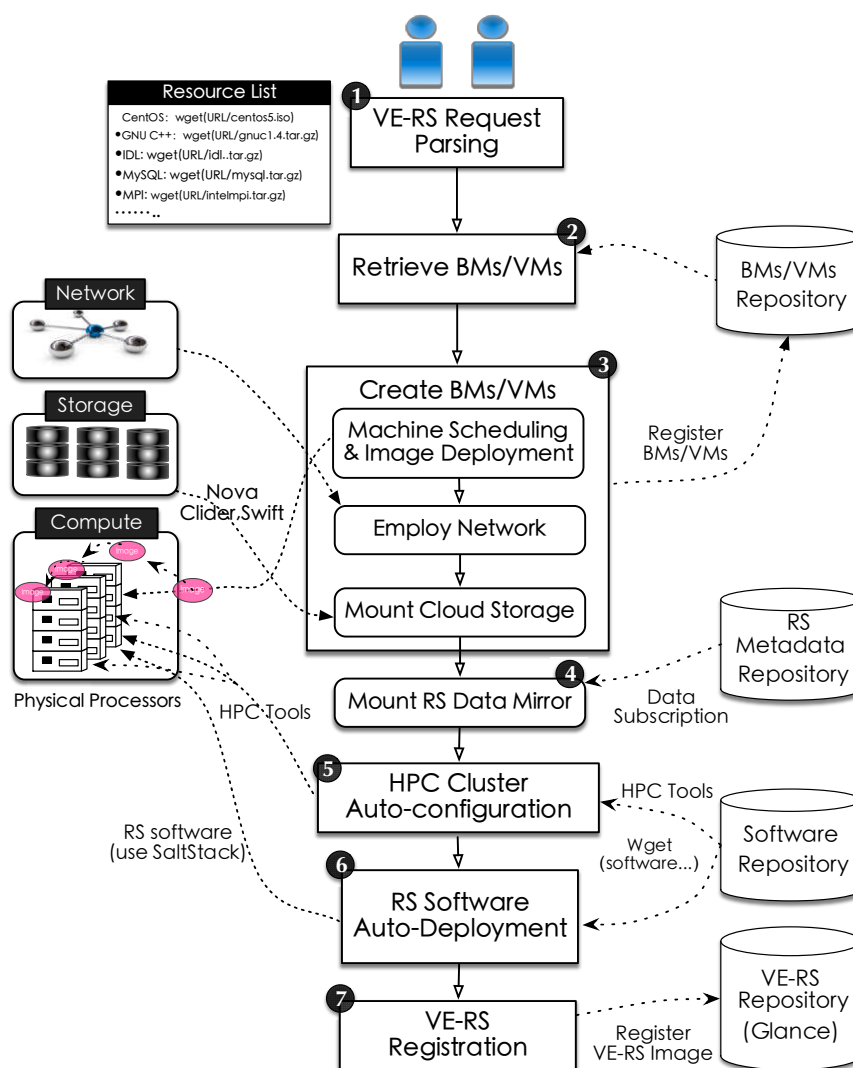 1
VE-RS Request
Parsing
Resource List
CentOS: wget(URL/centos5.iso)
•GNU C++: wget(URL/gnuc1.4.tar.gz)
•IDL: wget(URL/idl..tar.gz)
•MySQL: wget(URL/mysql.tar.gz)
•MPI: wget(URL/intelmpi.tar.gz)
••••••..
2
Retrieve BMs/VMs
BMs/VMs
Repository
Network
Storage
Compute
Image
Image
Image
Image
Physical Processors
3
Create BMs/VMs
Machine Scheduling
& Image Deployment
Employ Network
Mount Cloud Storage
Nova
Clider,Swift
Register
BMs/VMs
4
Mount RS Data Mirror
RS
Metadata
Repository
Data
Subscription
HPC Tools
5
HPC Cluster
Auto-configuration
HPC Tools
Wget
(software...)
Software
Repository
RS software
(use SaltStack)
6
RS Software
Auto-Deployment
7
VE-RS
Registration
Register
VE-RS Image
VE-RS
Repository
(Glance)